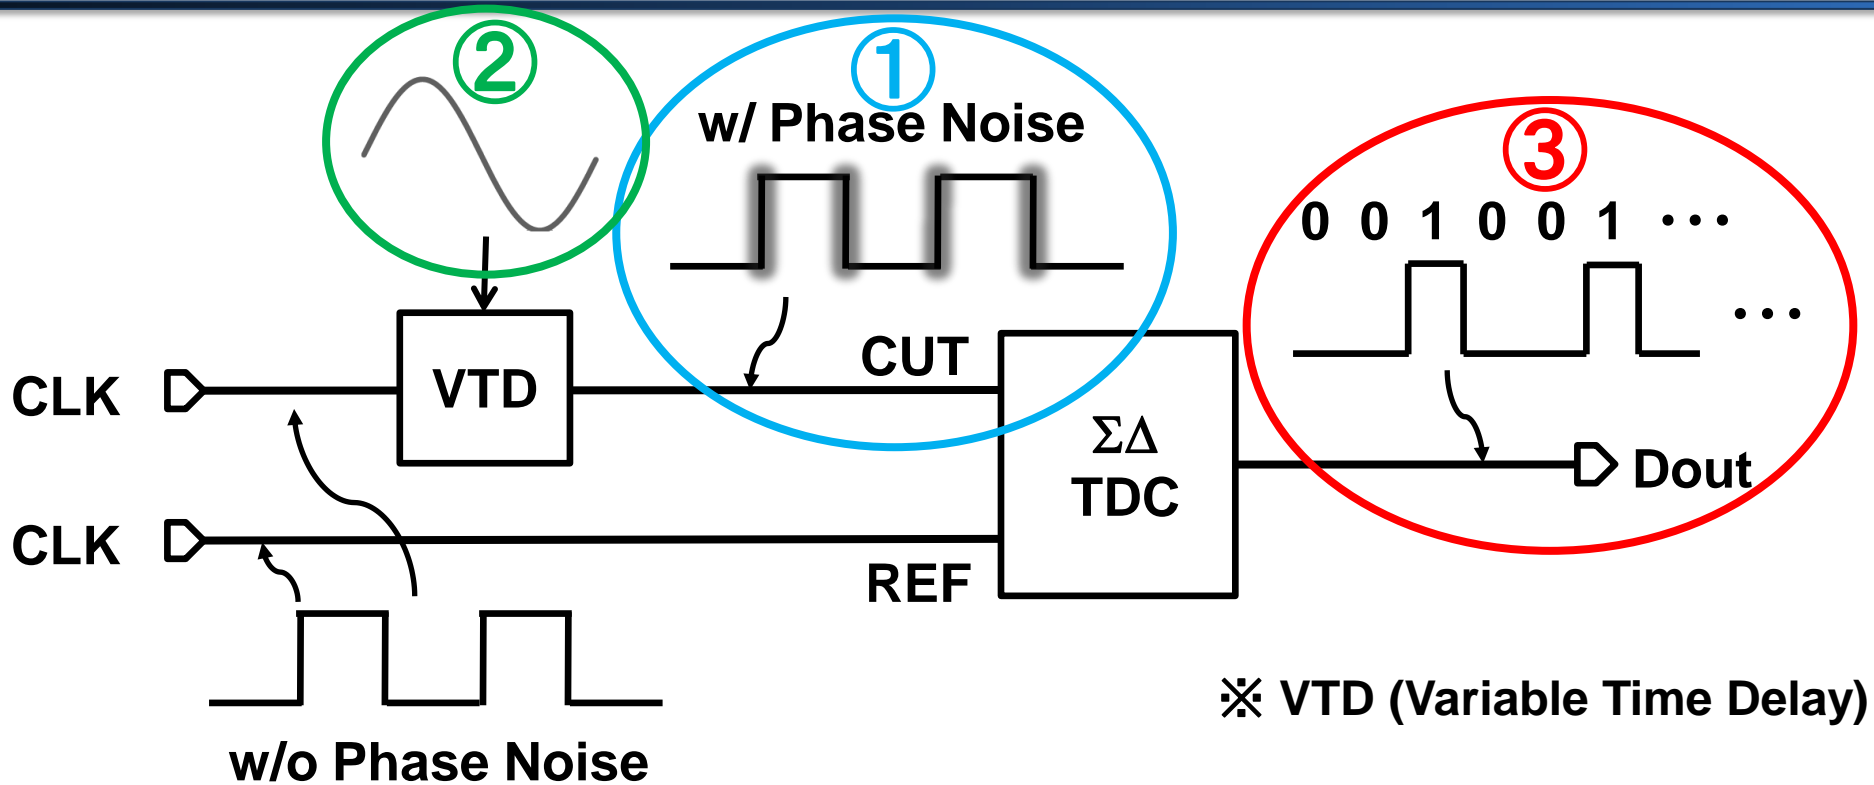 ②
①
w/ Phase Noise
③
0 0 1 0 0 1 ···
···
CLK
VTD
CUT
ΣΔ
TDC
Dout
CLK
REF
w/o Phase Noise
※ VTD (Variable Time Delay)